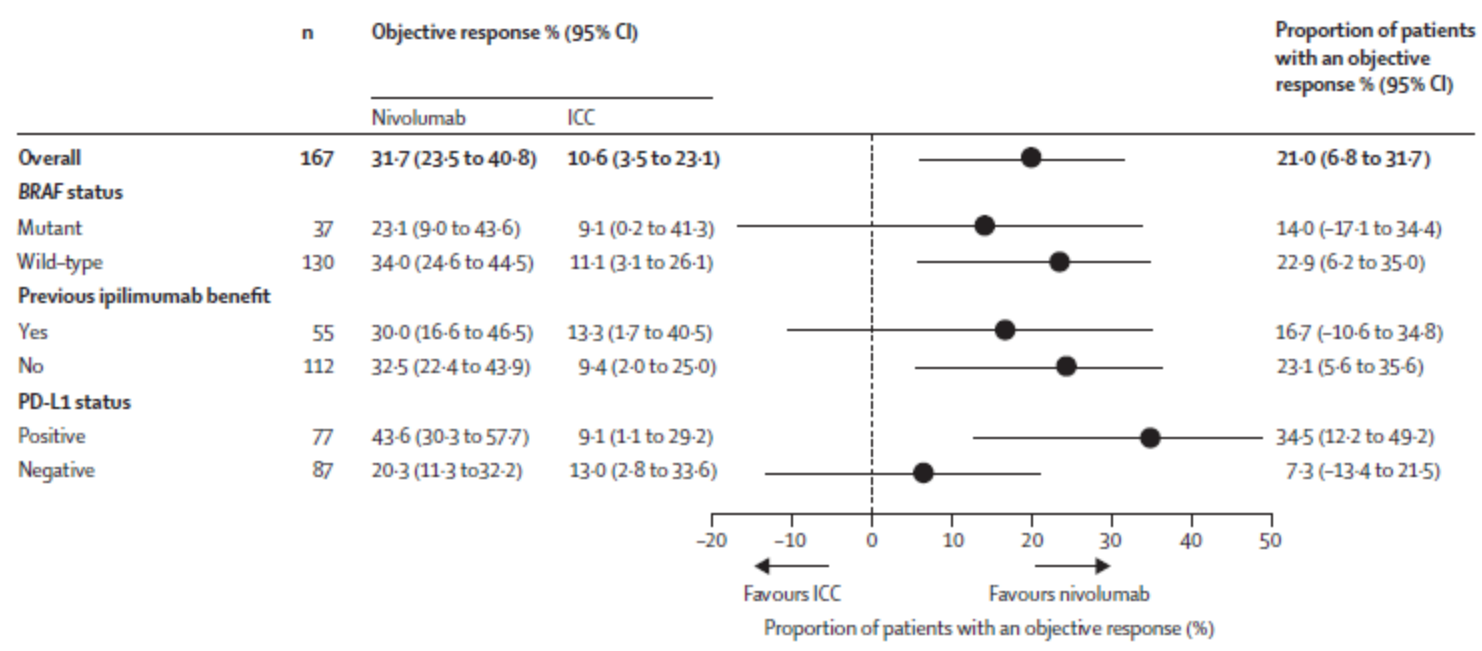 n Objective response % (95% CI) Proportion of patients
with an objective
response % (95% CI)
Nivolumab ICC
Overall 167 31·7 (23·5 to 40·8) 10·6 (3·5 to 23·1) 21·0 (6·8 to 31·7)
BRAF status
Mutant 37 23·1 (9·0 to 43·6) 9·1 (0·2 to 41·3) 14·0 (–17·1 to 34·4)
Wild-type 130 34·0 (24·6 to 44·5) 11·1 (3·1 to 26·1) 22·9 (6·2 to 35·0)
Previous ipilimumab benefit
Yes 55 30·0 (16·6 to 46·5) 13·3 (1·7 to 40·5) 16·7 (–10·6 to 34·8)
No 112 32·5 (22·4 to 43·9) 9·4 (2·0 to 25·0) 23·1 (5·6 to 35·6)
PD-L1 status
Positive 77 43·6 (30·3 to 57·7) 9·1 (1·1 to 29·2) 34·5 (12·2 to 49·2)
Negative 87 20·3 (11·3 to32·2) 13·0 (2·8 to 33·6) 7·3 (–13·4 to 21·5)
–20 –10 0 10 20 30 40 50
Favours ICC Favours nivolumab
Proportion of patients with an objective response (%)